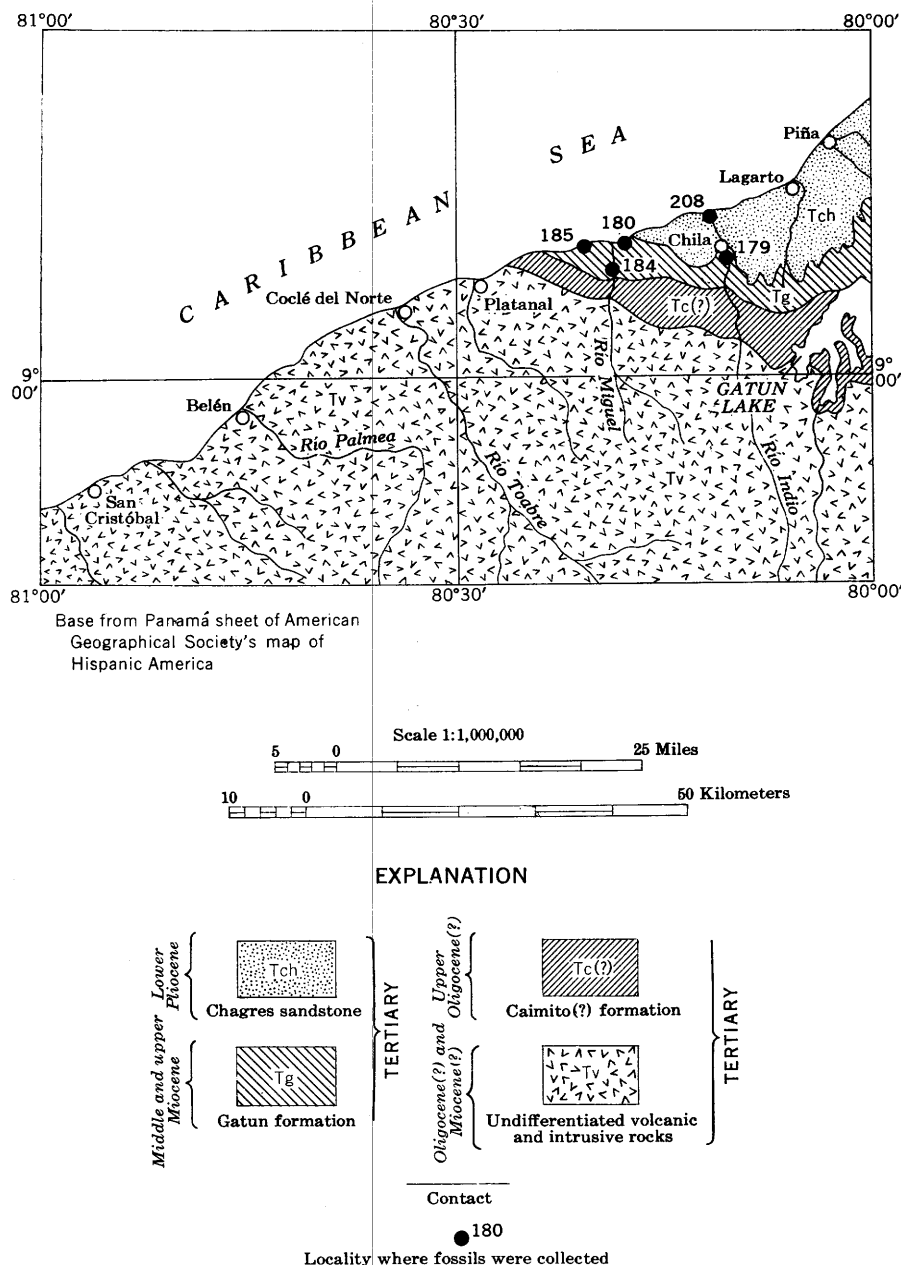 81°00′
80°30′
80°00′
CARIBBEAN SEA
Piña
Lagarto
Tch
208
Chila
179
180
185
184
Tg
Tc(?)
Coclé del Norte
Platanal
9°
00′
9°
00′
Río Miguel
GATUN
LAKE
Belén
Tv
Río Palmea
Río Toabre
Tv
Río Indio
San
Cristóbal
81°00′
80°30′
80°00′
Base from Panamá sheet of American
Geographical Society's map of
Hispanic America
Scale 1:1,000,000
5 0 25 Miles
10 0 50 Kilometers
EXPLANATION
Lower
Pliocene
Tch
Chagres sandstone
Middle and upper
Miocene
Tg
Gatun formation
TERTIARY
Upper
Oligocene(?)
Tc(?)
Caimito(?) formation
Oligocene(?) and
Miocene(?)
Tv
Undifferentiated volcanic
and intrusive rocks
TERTIARY
Contact
180
Locality where fossils were collected